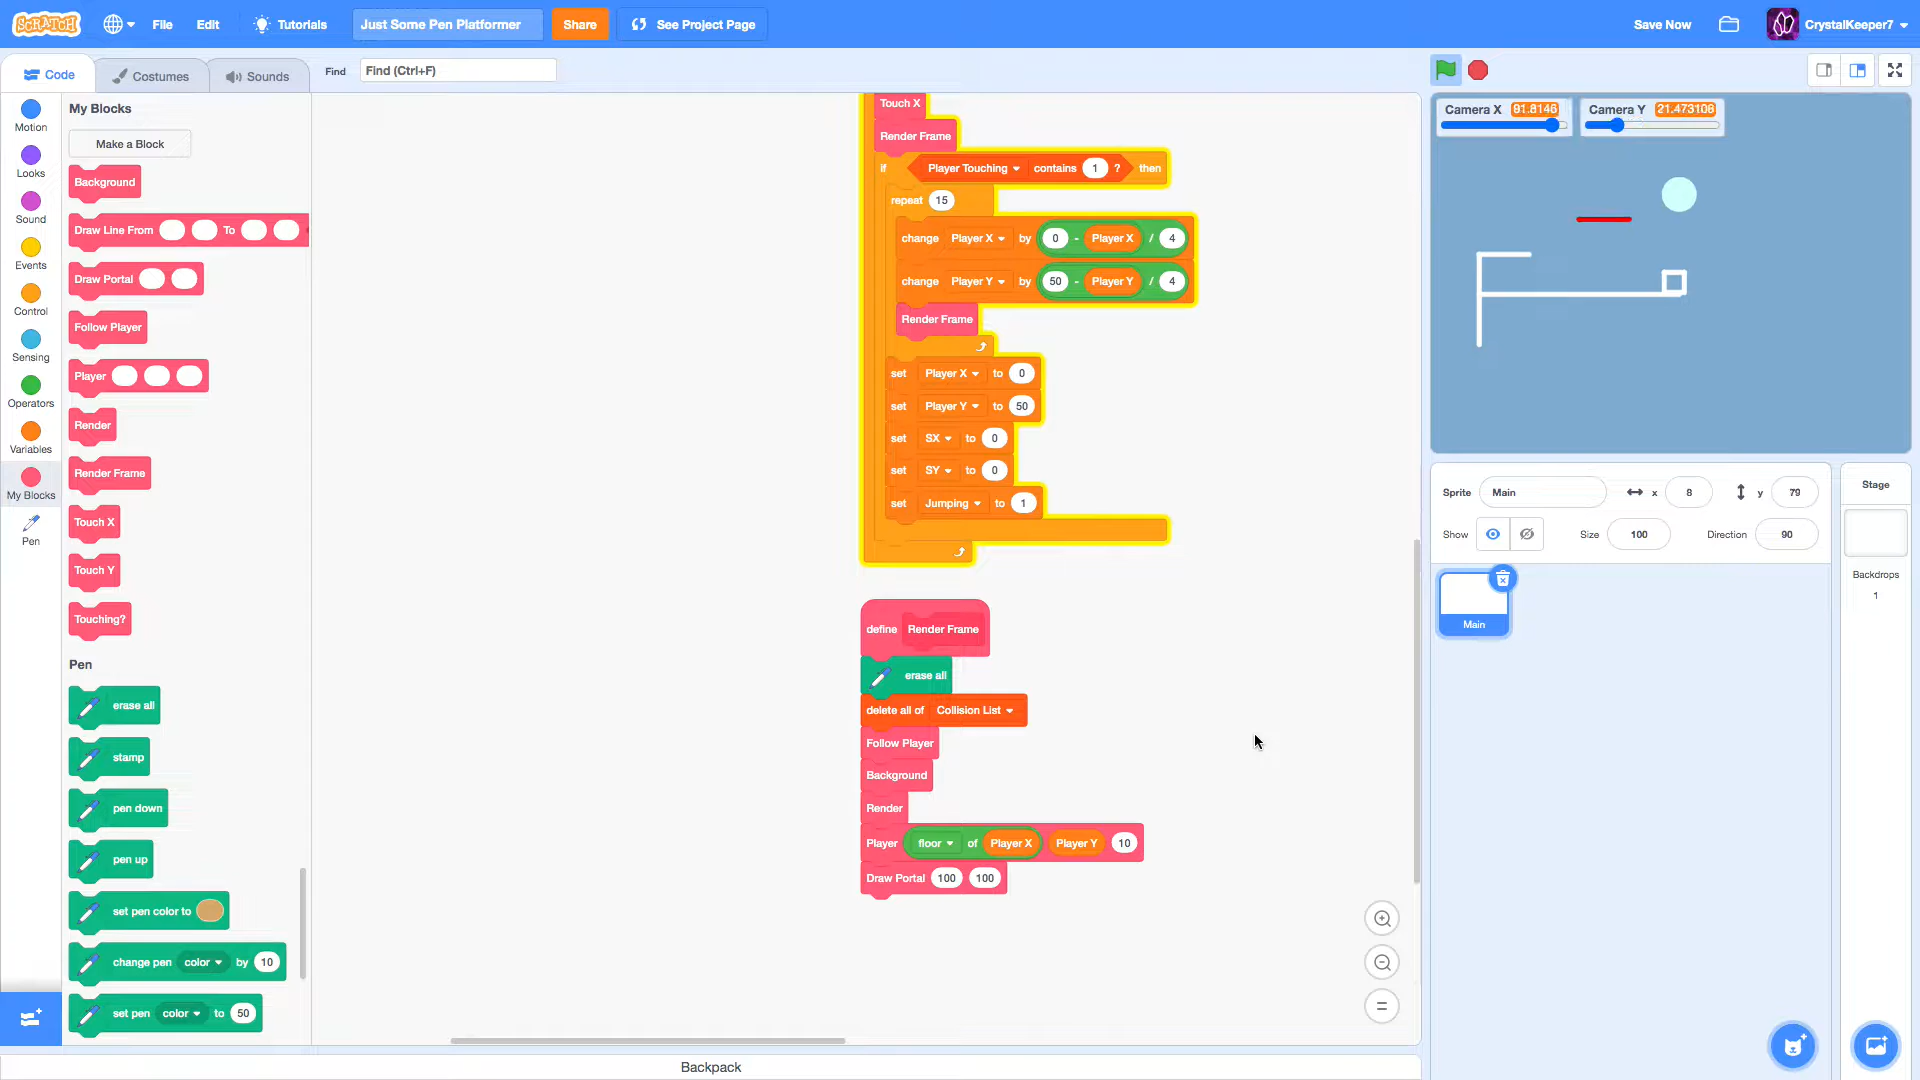 SCRATCH
File
Edit
Tutorials
Just Some Pen Platformer
Share
See Project Page
Save Now
CrystalKeeper7
Code
Costumes
Sounds
Find
Find (Ctrl+F)
Motion
Looks
Sound
Events
Control
Sensing
Operators
Variables
My Blocks
Pen
My Blocks
Make a Block
Background
Draw Line From To
Draw Portal
Follow Player
Player
Render
Render Frame
Touch X
Touch Y
Touching?
Pen
erase all
stamp
pen down
pen up
set pen color to
change pen color by 10
set pen color to 50
Touch X
Render Frame
if Player Touching contains 1 ? then
repeat 15
change Player X by 0 - Player X / 4
change Player Y by 50 - Player Y / 4
Render Frame
set Player X to 0
set Player Y to 50
set SX to 0
set SY to 0
set Jumping to 1
define Render Frame
erase all
delete all of Collision List
Follow Player
Background
Render
Player floor of Player X Player Y 10
Draw Portal 100 100
Backpack
Camera X 91.8146
Camera Y 21.473106
Sprite Main x 8 y 79
Show Size 100 Direction 90
Main
Stage
Backdrops
1